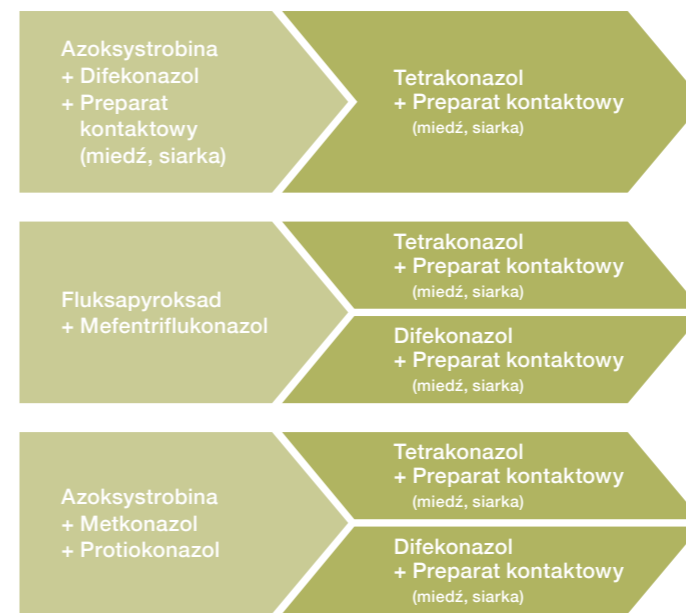 Azoksystrobina
+ Difekonazol
+ Preparat
kontaktowy
(miedź, siarka)
Tetrakonazol
+ Preparat kontaktowy
(miedź, siarka)
Fluksapyroksad
+ Mefentriflukonazol
Tetrakonazol
+ Preparat kontaktowy
(miedź, siarka)
Difekonazol
+ Preparat kontaktowy
(miedź, siarka)
Azoksystrobina
+ Metkonazol
+ Protiokonazol
Tetrakonazol
+ Preparat kontaktowy
(miedź, siarka)
Difekonazol
+ Preparat kontaktowy
(miedź, siarka)